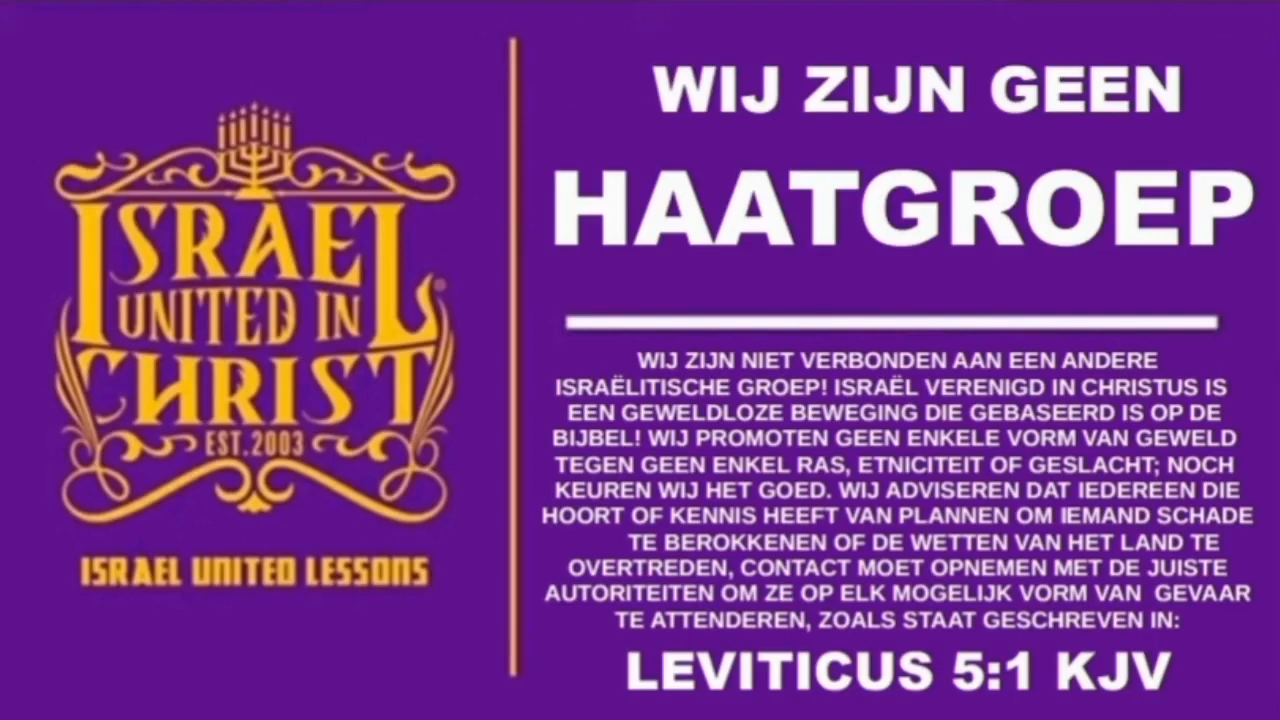 ISRAEL
UNITED IN
CHRIST
EST.2003
ISRAEL UNITED LESSONS
WIJ ZIJN GEEN
HAATGROEP
WIJ ZIJN NIET VERBONDEN AAN EEN ANDERE
ISRAËLITISCHE GROEP! ISRAËL VERENIGD IN CHRISTUS IS
EEN GEWELDLOZE BEWEGING DIE GEBASEERD IS OP DE
BIJBEL! WIJ PROMOTEN GEEN ENKELE VORM VAN GEWELD
TEGEN GEEN ENKEL RAS, ETNICITEIT OF GESLACHT; NOCH
KEUREN WIJ HET GOED. WIJ ADVISEREN DAT IEDEREEN DIE
HOORT OF KENNIS HEEFT VAN PLANNEN OM IEMAND SCHADE
TE BEROKKENEN OF DE WETTEN VAN HET LAND TE
OVERTREDEN, CONTACT MOET OPNEMEN MET DE JUISTE
AUTORITEITEN OM ZE OP ELK MOGELIJK VORM VAN GEVAAR
TE ATTENDEREN, ZOALS STAAT GESCHREVEN IN:
LEVITICUS 5:1 KJV